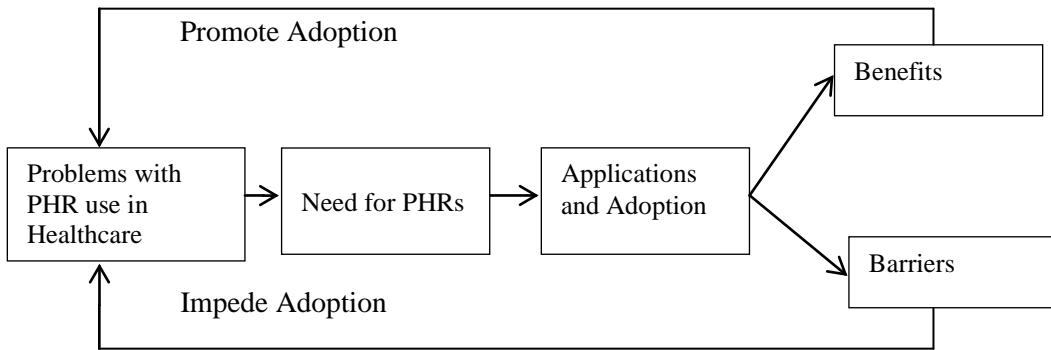 Promote Adoption
Benefits
Problems with
PHR use in
Healthcare
Need for PHRs
Applications
and Adoption
Barriers
Impede Adoption